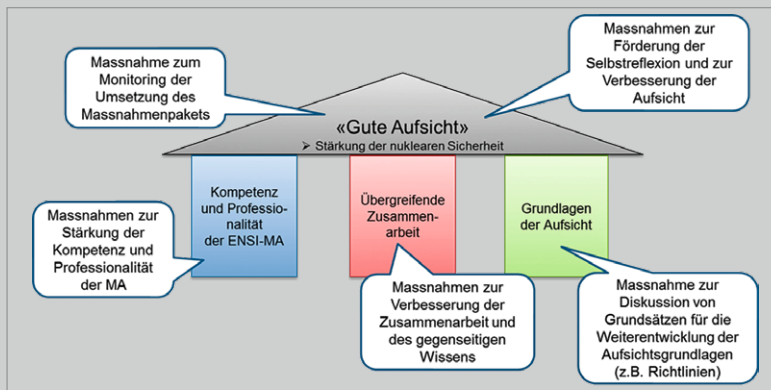 Massnahme zum
Monitoring der
Umsetzung des
Massnahmenpakets
Massnahmen zur
Förderung der
Selbstreflexion und zur
Verbesserung der
Aufsicht
«Gute Aufsicht»
➢ Stärkung der nuklearen Sicherheit
Kompetenz
und Professio-
nalität
der ENSI-MA
Übergreifende
Zusammen-
arbeit
Grundlagen
der Aufsicht
Massnahmen zur
Stärkung der
Kompetenz und
Professionalität
der MA
Massnahmen zur
Verbesserung der
Zusammenarbeit und
des gegenseitigen
Wissens
Massnahme zur
Diskussion von
Grundsätzen für die
Weiterentwicklung der
Aufsichtsgrundlagen
(z.B. Richtlinien)